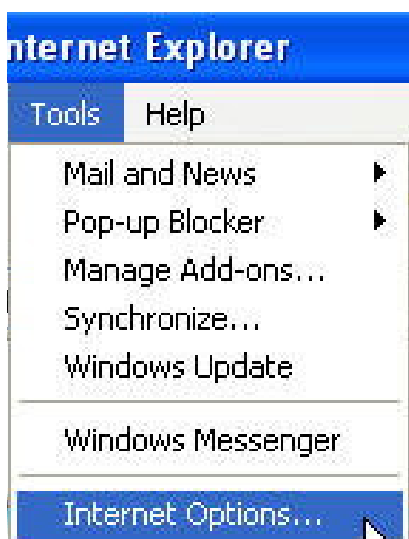 nternet Explorer
Tools Help
Mail and News
Pop-up Blocker
Manage Add-ons...
Synchronize...
Windows Update
Windows Messenger
Internet Options...